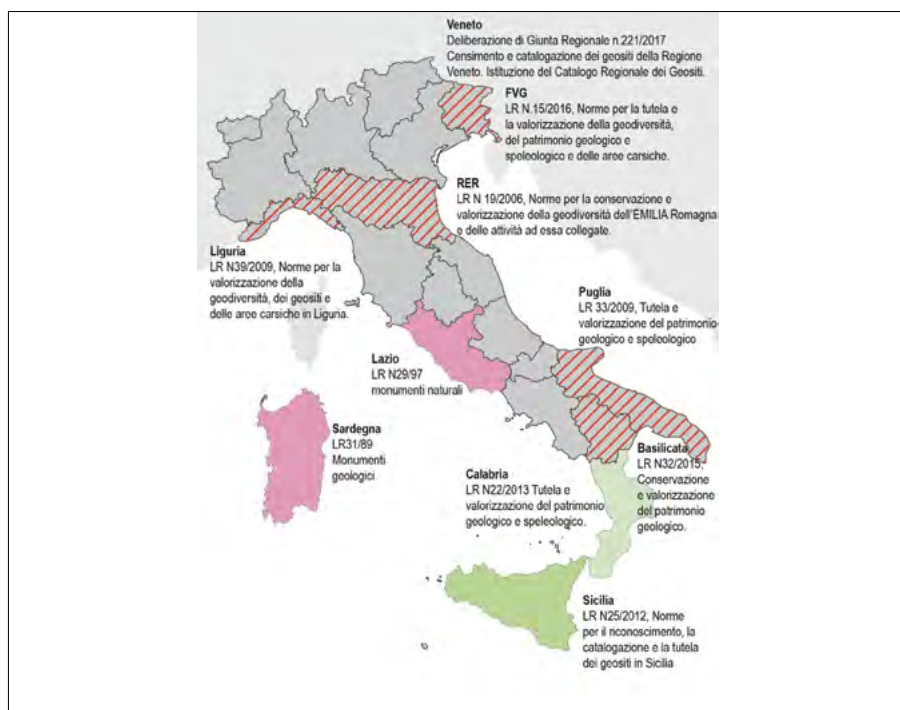 Veneto
Deliberazione di Giunta Regionale n.221/2017
Censimento e catalogazione dei geositi della Regione
Veneto. Istituzione del Catalogo Regionale dei Geositi.
FVG
LR N.15/2016, Norme per la tutela e
la valorizzazione della geodiversità,
del patrimonio geologico e
speleologico e delle aree carsiche.
RER
LR N 19/2006, Norme per la conservazione e
valorizzazione della geodiversità dell'EMILIA Romagna
e delle attività ad essa collegate.
Liguria
LR N39/2009, Norme per la
valorizzazione della
geodiversità, dei geositi e
delle aree carsiche in Liguria.
Puglia
LR 33/2009, Tutela e
valorizzazione del patrimonio
geologico e speleologico
Lazio
LR N29/97
monumenti naturali
Sardegna
LR31/89
Monumenti
geologici
Basilicata
LR N32/2015,
Conservazione
e valorizzazione
del patrimonio
geologico.
Calabria
LR N22/2013 Tutela e
valorizzazione del patrimonio
geologico e speleologico.
Sicilia
LR N25/2012, Norme
per il riconoscimento, la
catalogazione e la tutela
dei geositi in Sicilia